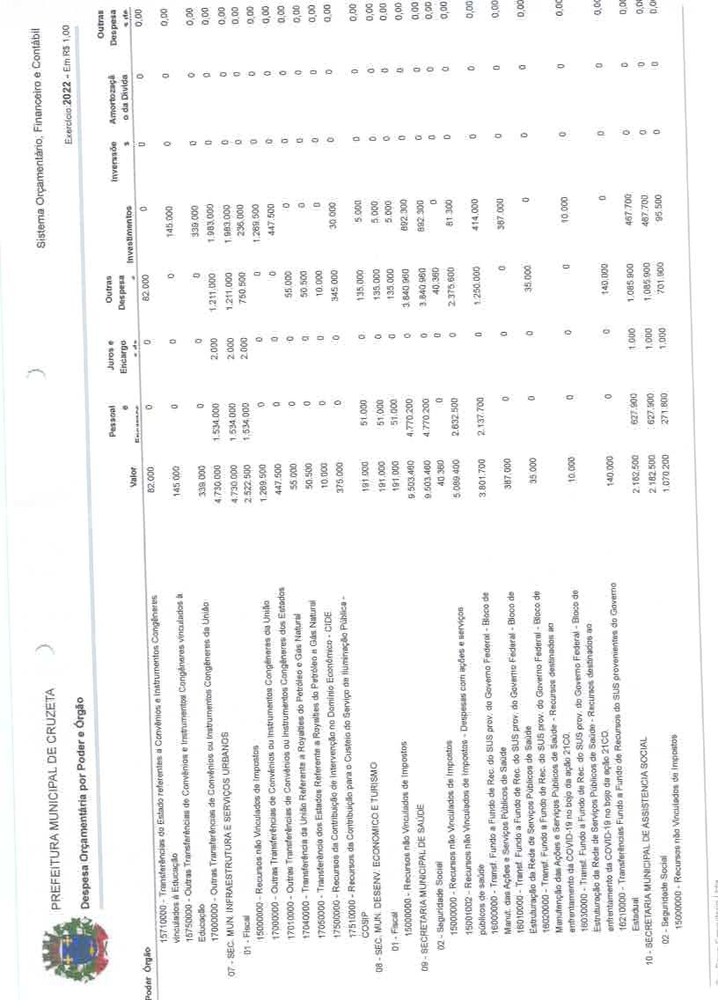 Sistema Orçamentário, Financeiro e Contábil
PREFEITURA MUNICIPAL DE CRUZETA
Exercício:2022 - Em R$ 1,00
Despesa Orçamentária por Poder e Órgão
Poder Órgão Valor Pessoal e Juros e Encargo Outras Despesa Investimentos Inversõe s Amortozaçã o da Dívida Outras Despesa
15710000 - Transferências do Estado referentes a Convênios e Instrumentos Congêneres 82.000 0 0 82.000 0 0 0 0,00
vinculados à Educação
15750000 - Outras Transferências de Convênios e Instrumentos Congêneres vinculados à 145.000 0 0 0 145.000 0 0 0,00
Educação
17000000 - Outras Transferências de Convênios ou Instrumentos Congêneres da União 339.000 0 0 0 339.000 0 0 0,00
07 - SEC. MUN. INFRAESTRUTURA E SERVIÇOS URBANOS 4.730.000 1.534.000 2.000 1.211.000 1.983.000 0 0 0,00
01 - Fiscal 4.730.000 1.534.000 2.000 1.211.000 1.983.000 0 0 0,00
15000000 - Recursos não Vinculados de Impostos 2.522.500 1.534.000 2.000 750.500 236.000 0 0 0,00
17000000 - Outras Transferências de Convênios ou Instrumentos Congêneres da União 1.269.500 0 0 0 1.269.500 0 0 0,00
17010000 - Outras Transferências de Convênios ou Instrumentos Congêneres dos Estados 447.500 0 0 0 447.500 0 0 0,00
17040000 - Transferência da União Referente a Royalties do Petróleo e Gás Natural 55.000 0 0 55.000 0 0 0 0,00
17050000 - Transferência dos Estados Referente a Royalties do Petróleo e Gás Natural 50.500 0 0 50.500 0 0 0 0,00
17500000 - Recursos da Contribuição de Intervenção no Domínio Econômico - CIDE 10.000 0 0 10.000 0 0 0 0,00
17510000 - Recursos da Contribuição para o Custeio do Serviço de Iluminação Pública - 375.000 0 0 345.000 30.000 0 0 0,00
COSIP
08 - SEC. MUN. DESENV. ECONOMICO E TURISMO 191.000 51.000 0 135.000 5.000 0 0 0,00
01 - Fiscal 191.000 51.000 0 135.000 5.000 0 0 0,00
15000000 - Recursos não Vinculados de Impostos 191.000 51.000 0 135.000 5.000 0 0 0,00
09 - SECRETARIA MUNICIPAL DE SAÚDE 9.503.460 4.770.200 0 3.840.960 892.300 0 0 0,00
02 - Seguridade Social 9.503.460 4.770.200 0 3.840.960 892.300 0 0 0,00
15000000 - Recursos não Vinculados de Impostos 40.360 0 0 40.360 0 0 0 0,00
15001002 - Recursos não Vinculados de Impostos - Despesas com ações e serviços 5.089.400 2.632.500 0 2.375.600 81.300 0 0 0,00
públicos de saúde
16000000 - Transf. Fundo a Fundo de Rec. do SUS prov. do Governo Federal - Bloco de 3.801.700 2.137.700 0 1.250.000 414.000 0 0 0,00
Manut. das Ações e Serviços Públicos de Saúde
16010000 - Transf. Fundo a Fundo de Rec. do SUS prov. do Governo Federal - Bloco de 387.000 0 0 0 387.000 0 0 0,00
Estruturação da Rede de Serviços Públicos de Saúde
16020000 - Transf. Fundo a Fundo de Rec. do SUS prov. do Governo Federal - Bloco de 35.000 0 0 35.000 0 0 0 0,00
Manutenção das Ações e Serviços Públicos de Saúde - Recursos destinados ao
enfrentamento da COVID-19 no bojo da ação 21C0.
16030000 - Transf. Fundo a Fundo de Rec. do SUS prov. do Governo Federal - Bloco de 10.000 0 0 0 10.000 0 0 0,00
Estruturação da Rede de Serviços Públicos de Saúde - Recursos destinados ao
enfrentamento da COVID-19 no bojo da ação 21CO.
16210000 - Transferências Fundo a Fundo de Recursos do SUS provenientes do Governo 140.000 0 0 140.000 0 0 0 0,00
Estadual
10 - SECRETARIA MUNICIPAL DE ASSISTENCIA SOCIAL 2.182.500 627.900 1.000 1.085.900 467.700 0 0 0,00
02 - Seguridade Social 2.182.500 627.900 1.000 1.085.900 467.700 0 0 0,0
15000000 - Recursos não Vinculados de Impostos 1.070.200 271.800 1.000 701.900 95.500 0 0 0,0